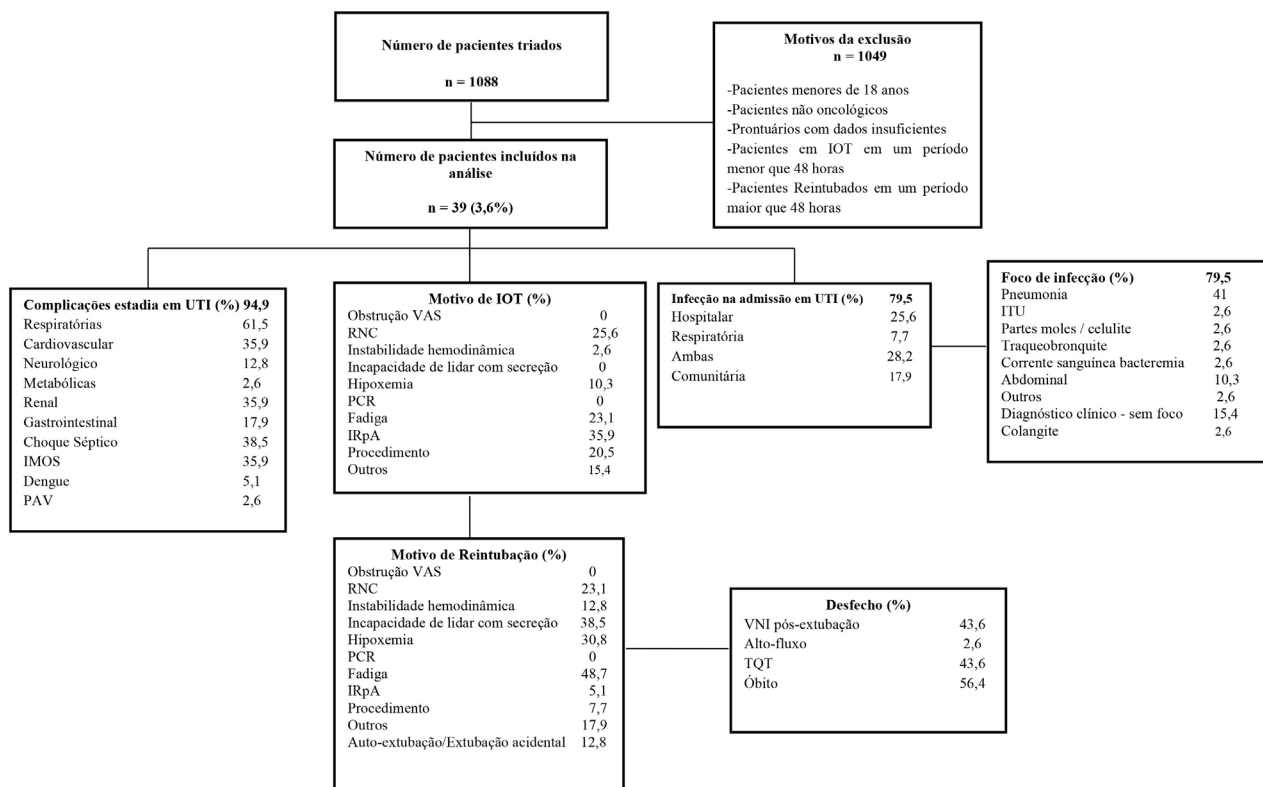 Número de pacientes triados
n = 1088
Motivos da exclusão
n = 1049
-Pacientes menores de 18 anos
-Pacientes não oncológicos
-Prontuários com dados insuficientes
-Pacientes em IOT em um período
menor que 48 horas
-Pacientes Reintubados em um período
maior que 48 horas
Número de pacientes incluídos na
análise
n = 39 (3,6%)
Complicações estadia em UTI (%) 94,9
Respiratórias 61,5
Cardiovascular 35,9
Neurológico 12,8
Metabólicas 2,6
Renal 35,9
Gastrointestinal 17,9
Choque Séptico 38,5
IMOS 35,9
Dengue 5,1
PAV 2,6
Motivo de IOT (%)
Obstrução VAS 0
RNC 25,6
Instabilidade hemodinâmica 2,6
Incapacidade de lidar com secreção 0
Hipoxemia 10,3
PCR 0
Fadiga 23,1
IRpA 35,9
Procedimento 20,5
Outros 15,4
Infecção na admissão em UTI (%) 79,5
Hospitalar 25,6
Respiratória 7,7
Ambas 28,2
Comunitária 17,9
Foco de infecção (%) 79,5
Pneumonia 41
ITU 2,6
Partes moles / celulite 2,6
Traqueobronquite 2,6
Corrente sanguínea bacteremia 2,6
Abdominal 10,3
Outros 2,6
Diagnóstico clínico - sem foco 15,4
Colangite 2,6
Motivo de Reintubação (%)
Obstrução VAS 0
RNC 23,1
Instabilidade hemodinâmica 12,8
Incapacidade de lidar com secreção 38,5
Hipoxemia 30,8
PCR 0
Fadiga 48,7
IRpA 5,1
Procedimento 7,7
Outros 17,9
Auto-extubação/Extubação acidental 12,8
Desfecho (%)
VNI pós-extubação 43,6
Alto-fluxo 2,6
TQT 43,6
Óbito 56,4